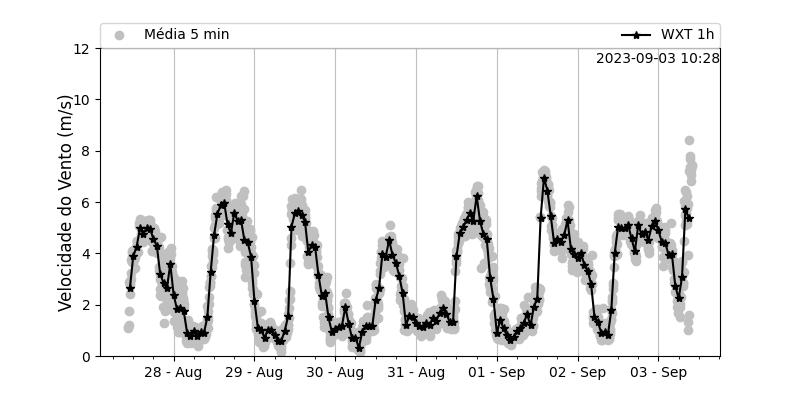 Média 5 min
WXT 1h
2023-09-03 10:28
Velocidade do Vento (m/s)
12
10
8
6
4
2
0
28 - Aug
29 - Aug
30 - Aug
31 - Aug
01 - Sep
02 - Sep
03 - Sep